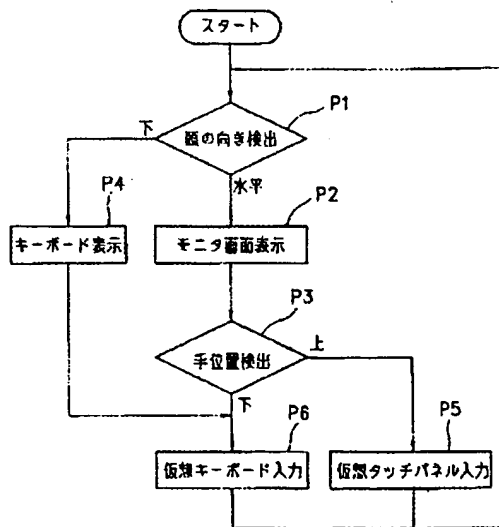 スタート
P1
頭の向き検出
下
水平
P4
P2
キーボード表示
モニタ画面表示
P3
手位置検出
上
下
P6
P5
仮想キーボード入力
仮想タッチパネル入力